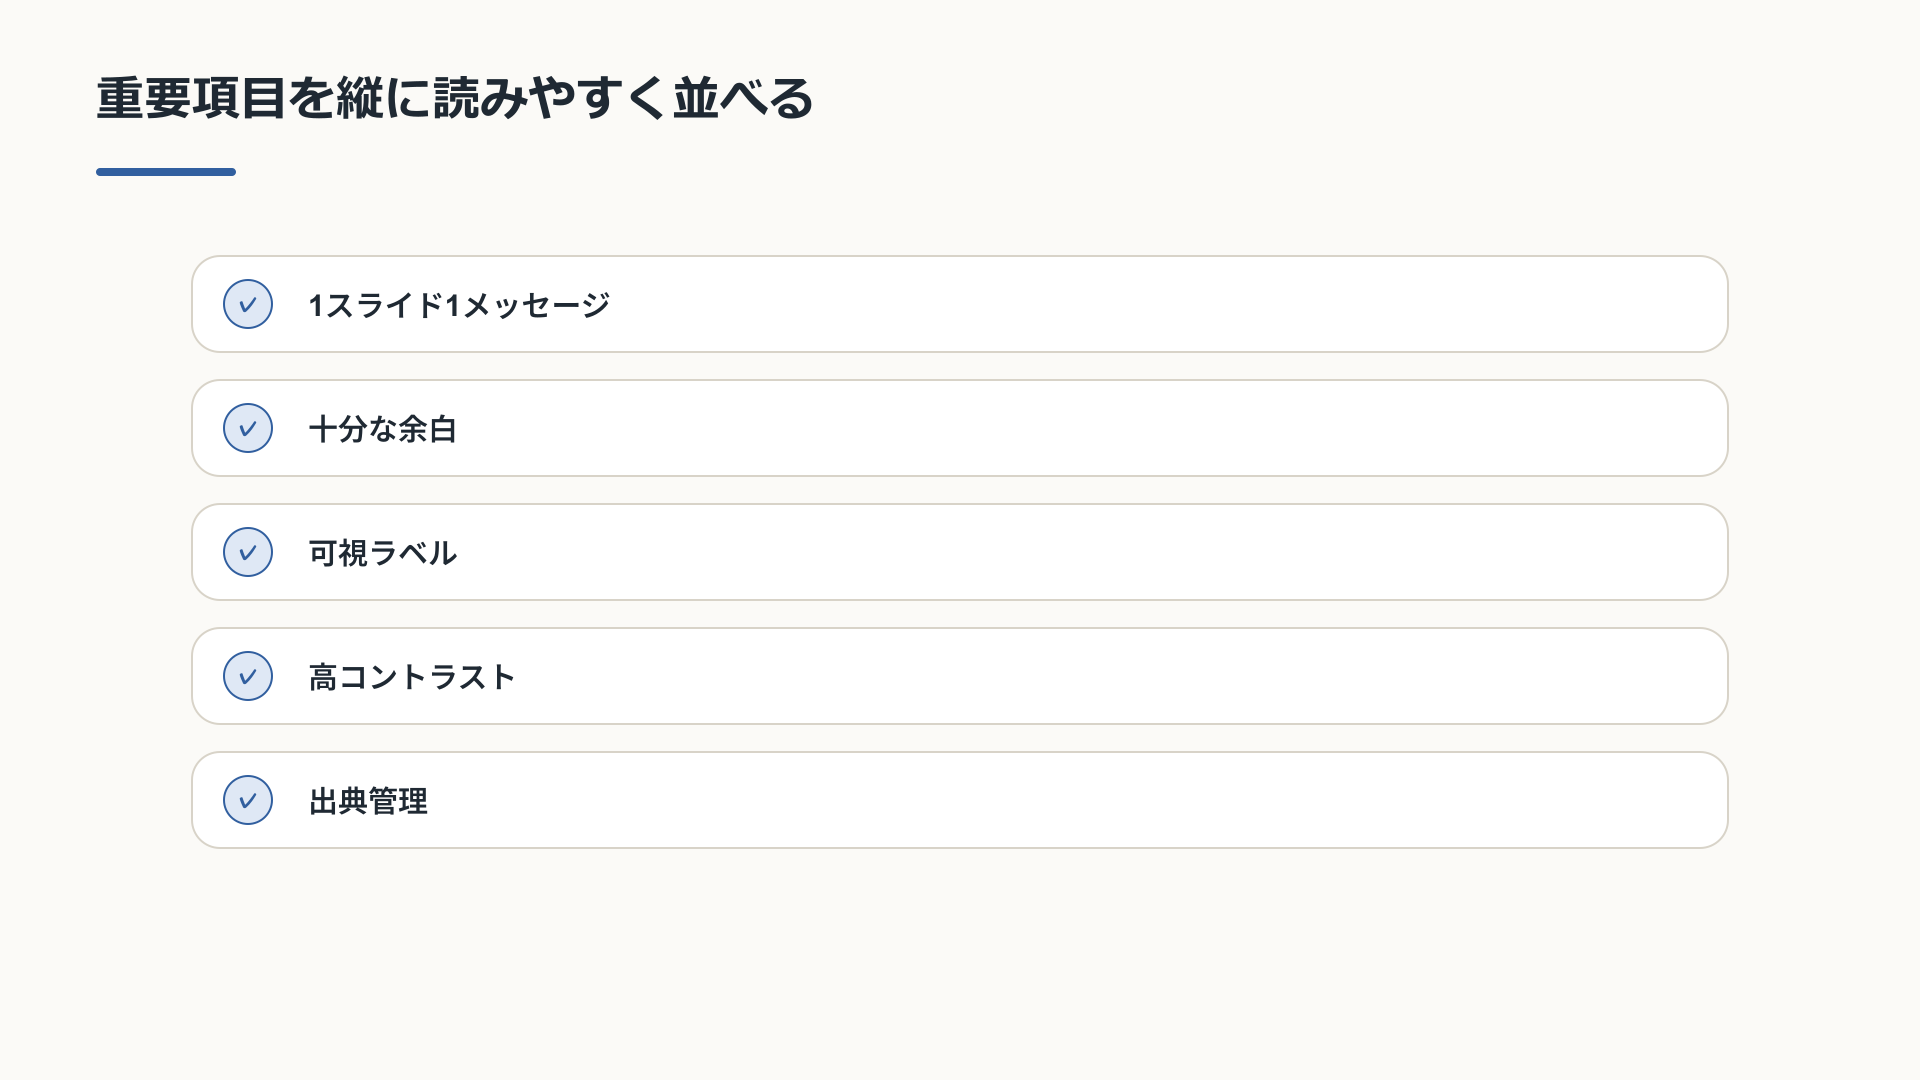 重要項目を縦に読みやすく並べる
✓ 1スライド1メッセージ
✓ 十分な余白
✓ 可視ラベル
✓ 高コントラスト
✓ 出典管理